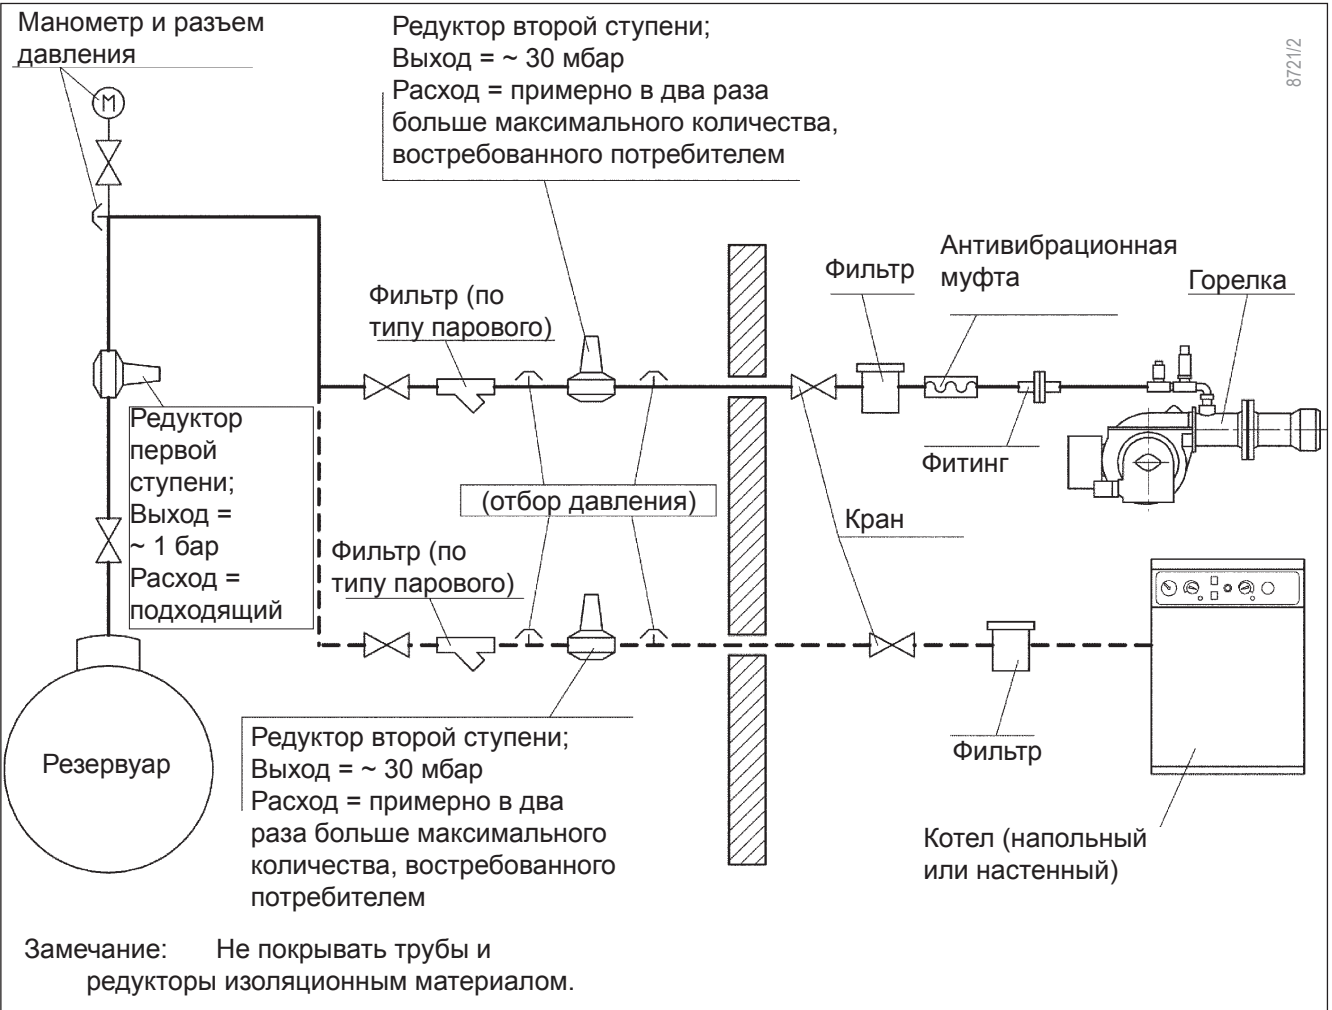 Манометр и разъем
давления
M
Редуктор второй ступени;
Выход = ~ 30 мбар
Расход = примерно в два раза
больше максимального количества,
востребованного потребителем
8721/2
Фильтр (по
типу парового)
Фильтр
Антивибрационная
муфта
Горелка
Редуктор
первой
ступени;
Выход =
~ 1 бар
Расход =
подходящий
(отбор давления)
Фитинг
Кран
Фильтр (по
типу парового)
Резервуар
Редуктор второй ступени;
Выход = ~ 30 мбар
Расход = примерно в два
раза больше максимального
количества, востребованного
потребителем
Фильтр
Котел (напольный
или настенный)
Замечание: Не покрывать трубы и
редукторы изоляционным материалом.